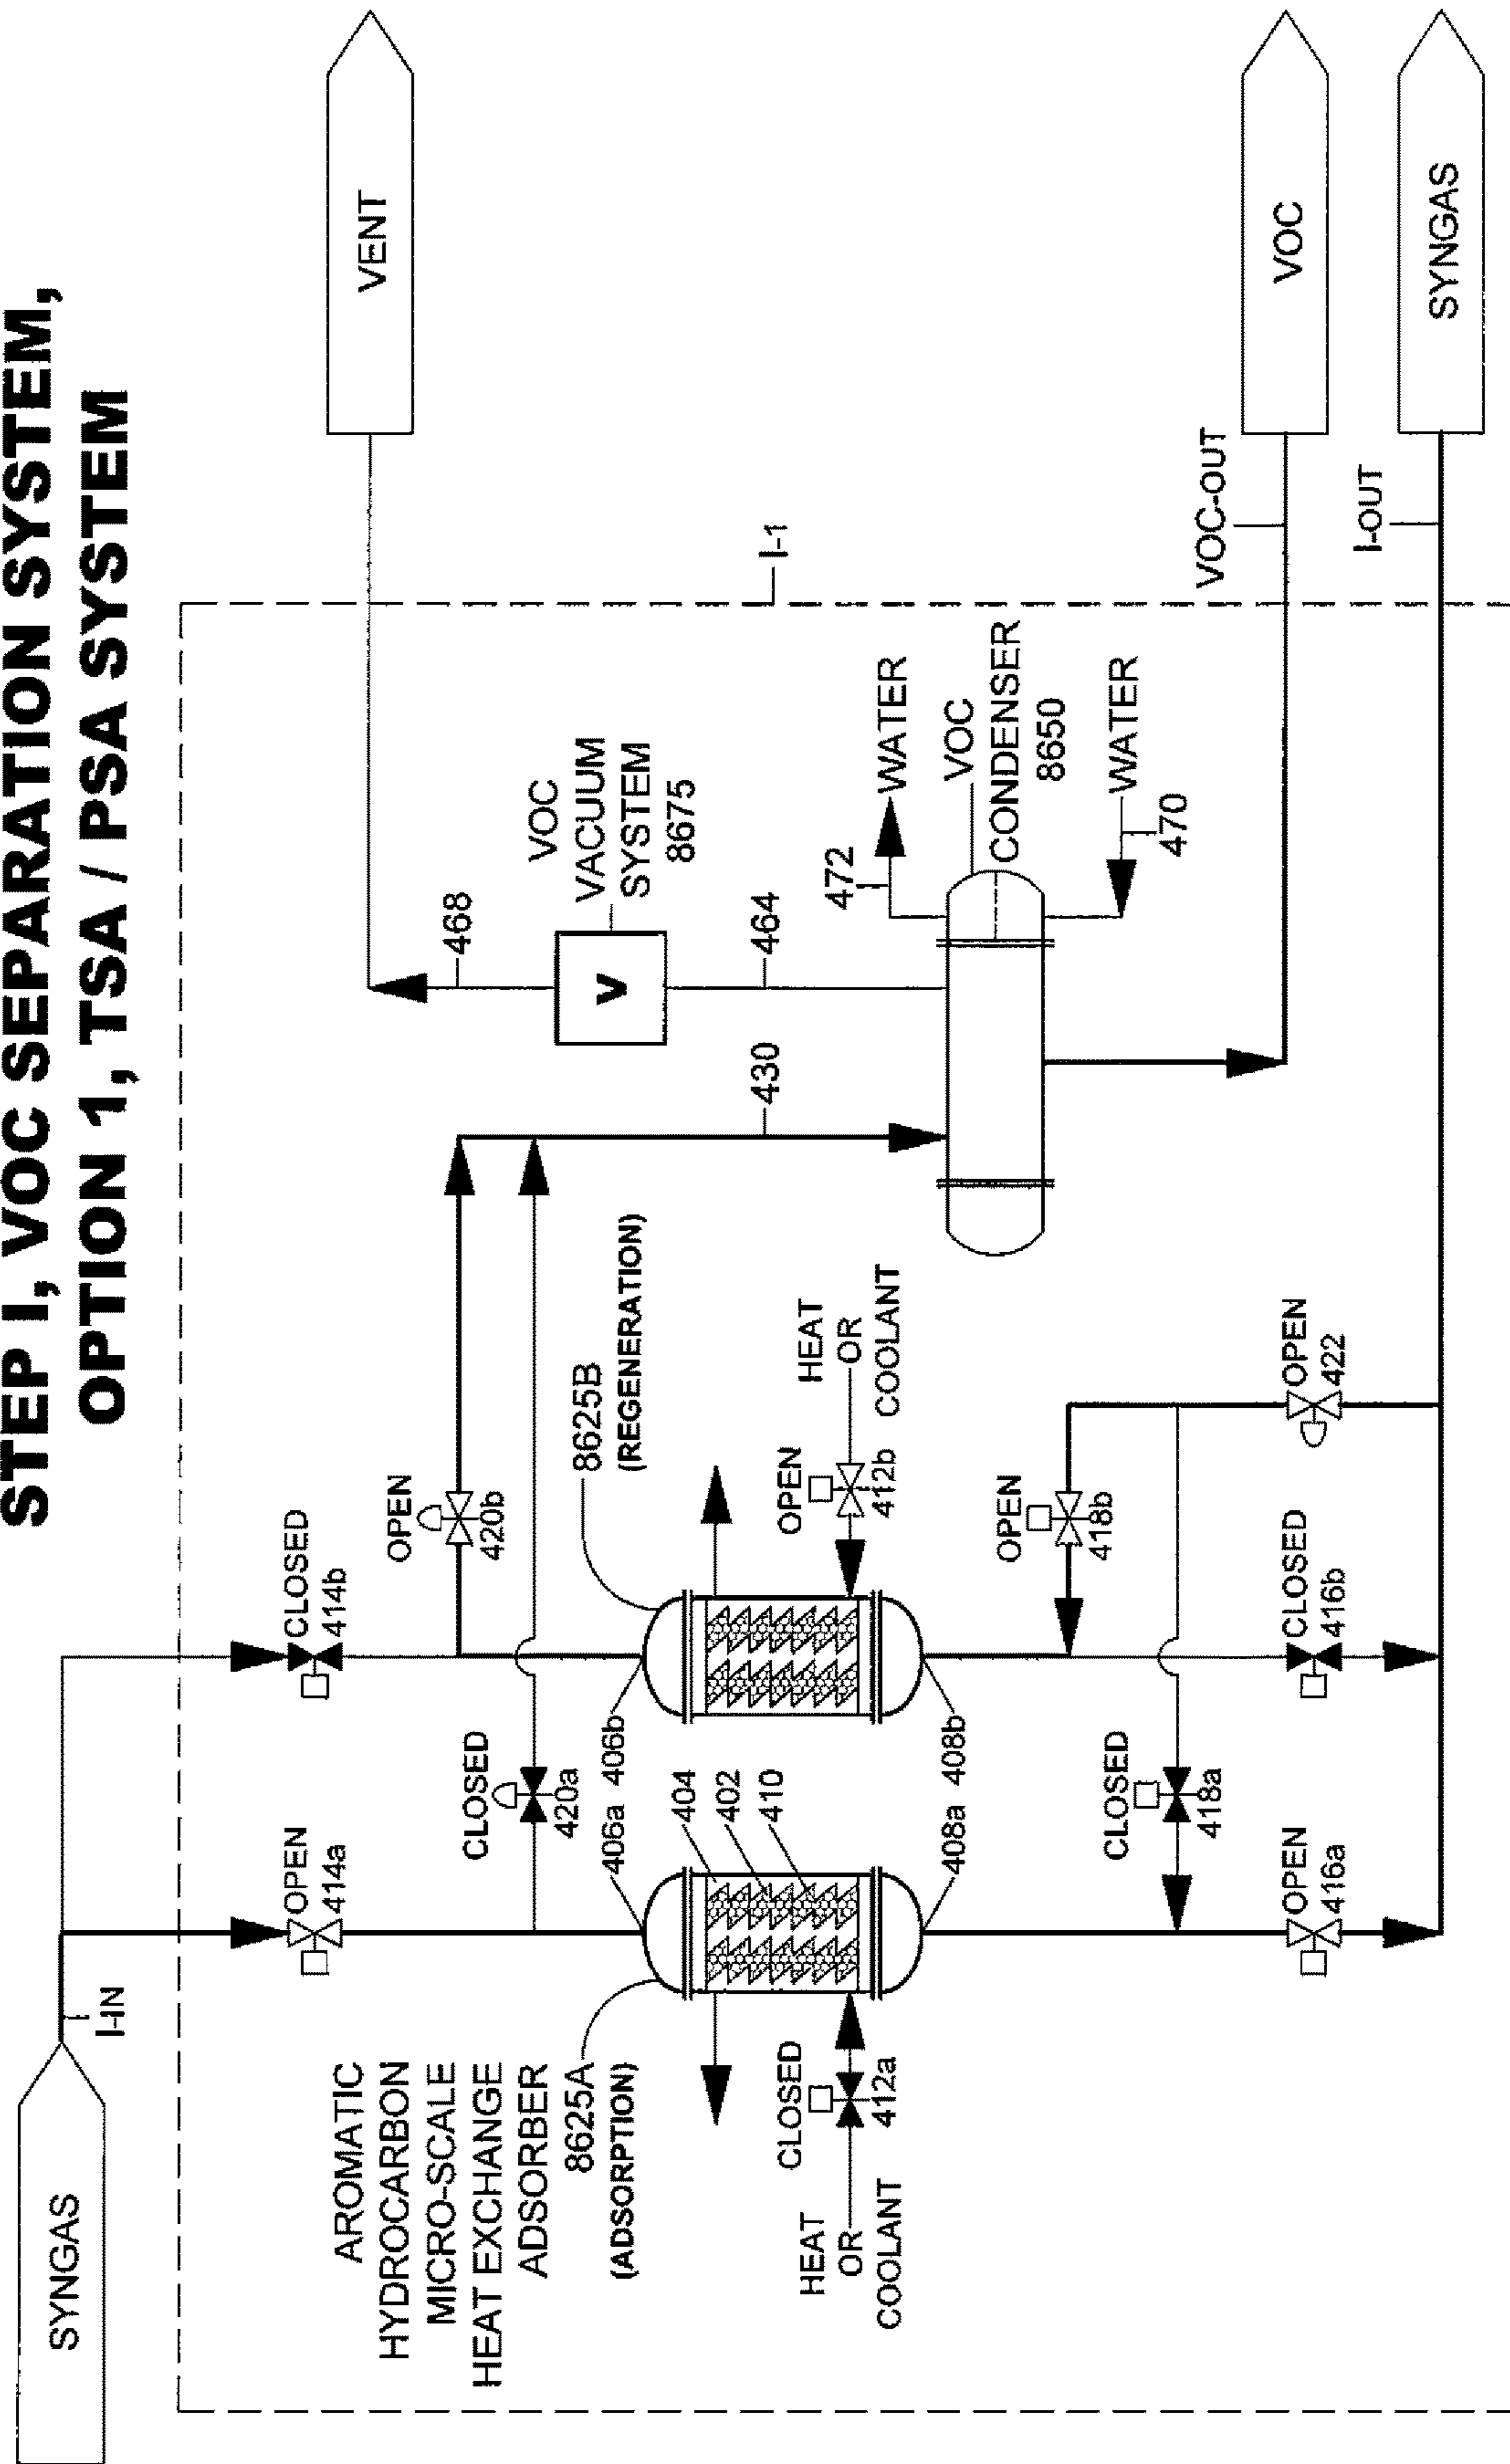 STEP I, VOC SEPARATION SYSTEM,
OPTION 1, TSA / PSA SYSTEM
SYNGAS
I-IN
OPEN
414a
CLOSED
414b
AROMATIC
HYDROCARBON
MICRO-SCALE
HEAT EXCHANGE
ADSORBER
8625A
(ADSORPTION)
CLOSED
420a
OPEN
420b
406a
406b
404
402
410
8625B
(REGENERATION)
HEAT
OR
COOLANT
CLOSED
412a
HEAT
OR
COOLANT
OPEN
412b
408a
408b
CLOSED
418a
OPEN
418b
OPEN
416a
CLOSED
416b
OPEN
422
430
464
468
V
VOC
VACUUM
SYSTEM
8675
472
WATER
VOC
CONDENSER
8650
WATER
470
I-1
VENT
VOC-OUT
VOC
I-OUT
SYNGAS